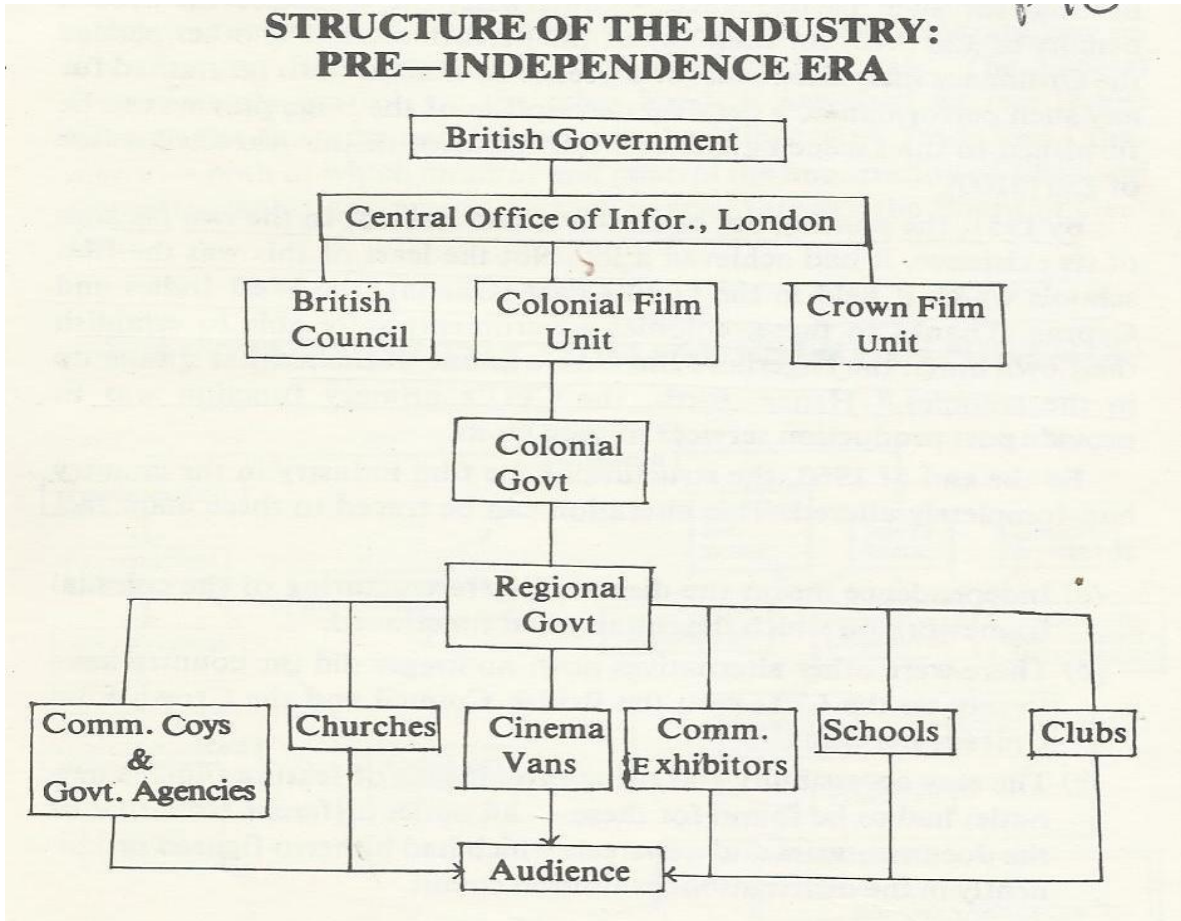 STRUCTURE OF THE INDUSTRY:
PRE—INDEPENDENCE ERA
British Government
Central Office of Infor., London
British
Council
Colonial Film
Unit
Crown Film
Unit
Colonial
Govt
Regional
Govt
Comm. Coys
&
Govt. Agencies
Churches
Cinema
Vans
Comm.
Exhibitors
Schools
Clubs
Audience